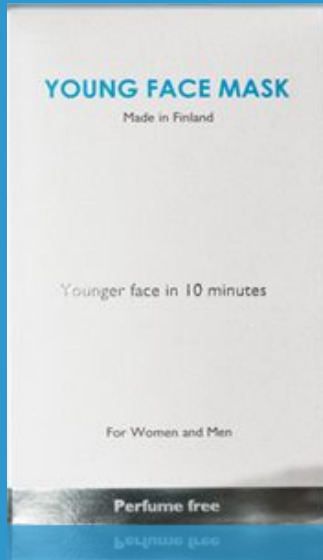 YOUNG FACE MASK
Made in Finland
Younger face in 10 minutes
For Women and Men
Perfume free